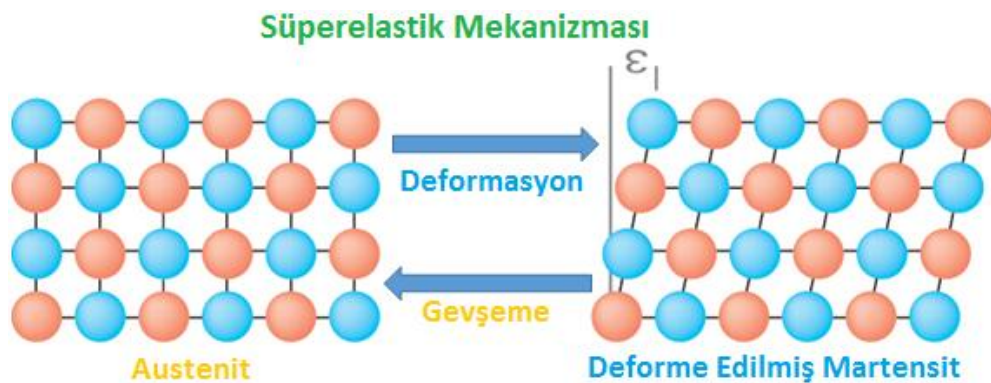 Süperelastik Mekanizması
ε
Deformasyon
Gevşeme
Austenit
Deforme Edilmiş Martensit